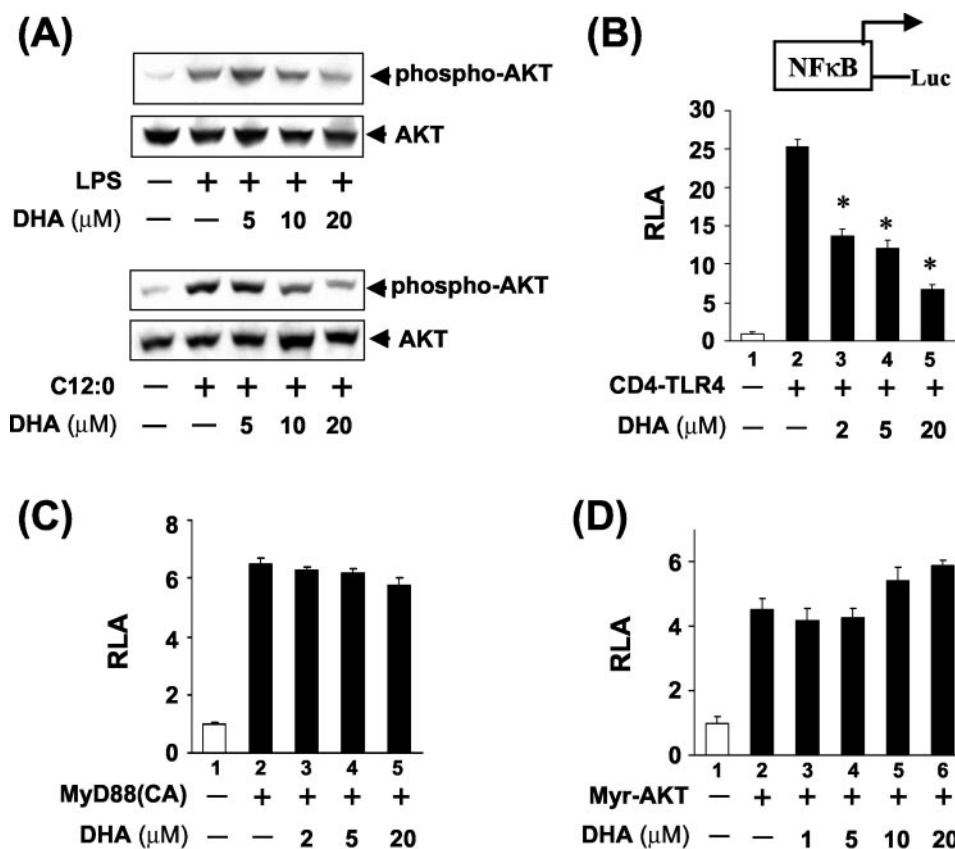 (A)
phospho-AKT
AKT
LPS — + + + +
DHA (μM) — — 5 10 20
phospho-AKT
AKT
C12:0 — + + + +
DHA (μM) — — 5 10 20
(B)
NFκB
Luc
30
25
20
15
10
5
0
RLA
* * *
1 2 3 4 5
CD4-TLR4 — + + + +
DHA (μM) — — 2 5 20
(C)
8
6
4
2
0
RLA
1 2 3 4 5
MyD88(CA) — + + + +
DHA (μM) — — 2 5 20
(D)
6
4
2
0
RLA
1 2 3 4 5 6
Myr-AKT — + + + + +
DHA (μM) — — 1 5 10 20